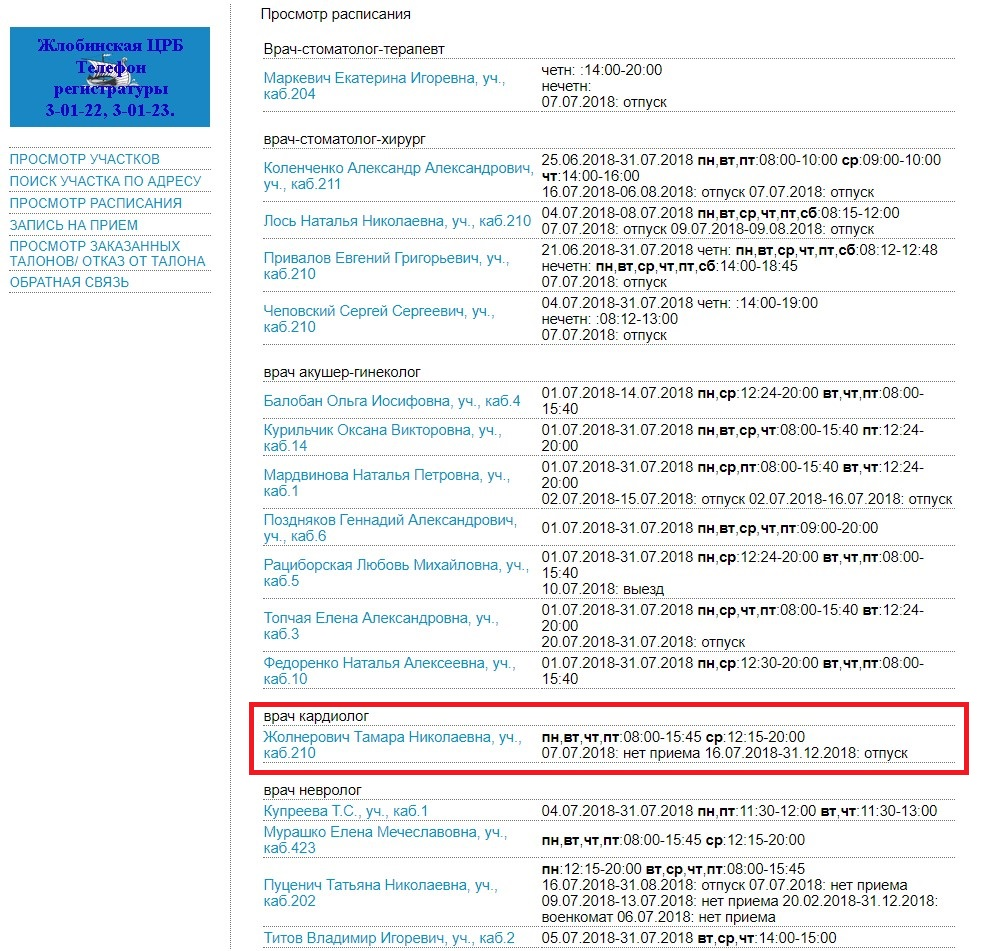 Жлобинская ЦРБ
Телефон
регистратуры
3-01-22, 3-01-23.
ПРОСМОТР УЧАСТКОВ
ПОИСК УЧАСТКА ПО АДРЕСУ
ПРОСМОТР РАСПИСАНИЯ
ЗАПИСЬ НА ПРИЕМ
ПРОСМОТР ЗАКАЗАННЫХ
ТАЛОНОВ/ ОТКАЗ ОТ ТАЛОНА
ОБРАТНАЯ СВЯЗЬ
Просмотр расписания
Врач-стоматолог-терапевт
Маркевич Екатерина Игоревна, уч.,
каб.204
четн: :14:00-20:00
нечетн:
07.07.2018: отпуск
врач-стоматолог-хирург
Коленченко Александр Александрович,
уч., каб.211
25.06.2018-31.07.2018 пн,вт,пт:08:00-10:00 ср:09:00-10:00
чт:14:00-16:00
16.07.2018-06.08.2018: отпуск 07.07.2018: отпуск
Лось Наталья Николаевна, уч., каб.210
04.07.2018-08.07.2018 пн,вт,ср,чт,пт,сб:08:15-12:00
07.07.2018: отпуск 09.07.2018-09.08.2018: отпуск
Привалов Евгений Григорьевич, уч.,
каб.210
21.06.2018-31.07.2018 четн: пн,вт,ср,чт,пт,сб:08:12-12:48
нечетн: пн,вт,ср,чт,пт,сб:14:00-18:45
07.07.2018: отпуск
Чеповский Сергей Сергеевич, уч.,
каб.210
04.07.2018-31.07.2018 четн: :14:00-19:00
нечетн: :08:12-13:00
07.07.2018: отпуск
врач акушер-гинеколог
Балобан Ольга Иосифовна, уч., каб.4
01.07.2018-14.07.2018 пн,ср:12:24-20:00 вт,чт,пт:08:00-
15:40
Курильчик Оксана Викторовна, уч.,
каб.14
01.07.2018-31.07.2018 пн,вт,ср,чт:08:00-15:40 пт:12:24-
20:00
Мардвинова Наталья Петровна, уч.,
каб.1
01.07.2018-31.07.2018 пн,ср,пт:08:00-15:40 вт,чт:12:24-
20:00
02.07.2018-15.07.2018: отпуск 02.07.2018-16.07.2018: отпуск
Поздняков Геннадий Александрович,
уч., каб.6
01.07.2018-31.07.2018 пн,вт,ср,чт,пт:09:00-20:00
Рациборская Любовь Михайловна, уч.,
каб.5
01.07.2018-31.07.2018 пн,ср:12:24-20:00 вт,чт,пт:08:00-
15:40
10.07.2018: выезд
Топчая Елена Александровна, уч.,
каб.3
01.07.2018-31.07.2018 пн,ср,чт,пт:08:00-15:40 вт:12:24-
20:00
20.07.2018-31.07.2018: отпуск
Федоренко Наталья Алексеевна, уч.,
каб.10
01.07.2018-31.07.2018 пн,ср:12:30-20:00 вт,чт,пт:08:00-
15:40
врач кардиолог
Жолнерович Тамара Николаевна, уч.,
каб.210
пн,вт,чт,пт:08:00-15:45 ср:12:15-20:00
07.07.2018: нет приема 16.07.2018-31.12.2018: отпуск
врач невролог
Купреева Т.С., уч., каб.1
04.07.2018-31.07.2018 пн,пт:11:30-12:00 вт,чт:11:30-13:00
Мурашко Елена Мечеславовна, уч.,
каб.423
пн,вт,чт,пт:08:00-15:45 ср:12:15-20:00
Пуценич Татьяна Николаевна, уч.,
каб.202
пн:12:15-20:00 вт,ср,чт,пт:08:00-15:45
16.07.2018-31.08.2018: отпуск 07.07.2018: нет приема
09.07.2018-13.07.2018: нет приема 20.02.2018-31.12.2018:
военкомат 06.07.2018: нет приема
Титов Владимир Игоревич, уч., каб.2
05.07.2018-31.07.2018 вт,ср,чт:14:00-15:00